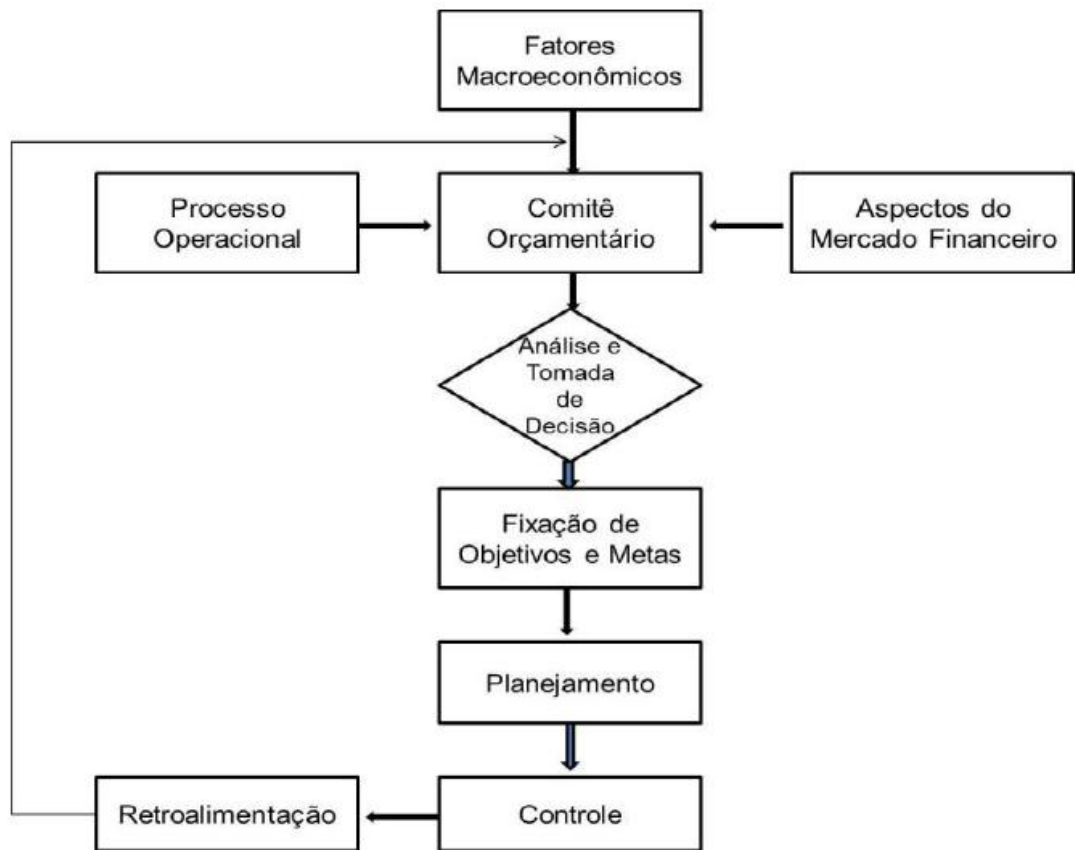 Fatores
Macroeconômicos
Processo
Operacional
Comitê
Orçamentário
Aspectos do
Mercado Financeiro
Análise e
Tomada
de
Decisão
Fixação de
Objetivos e Metas
Planejamento
Retroalimentação
Controle